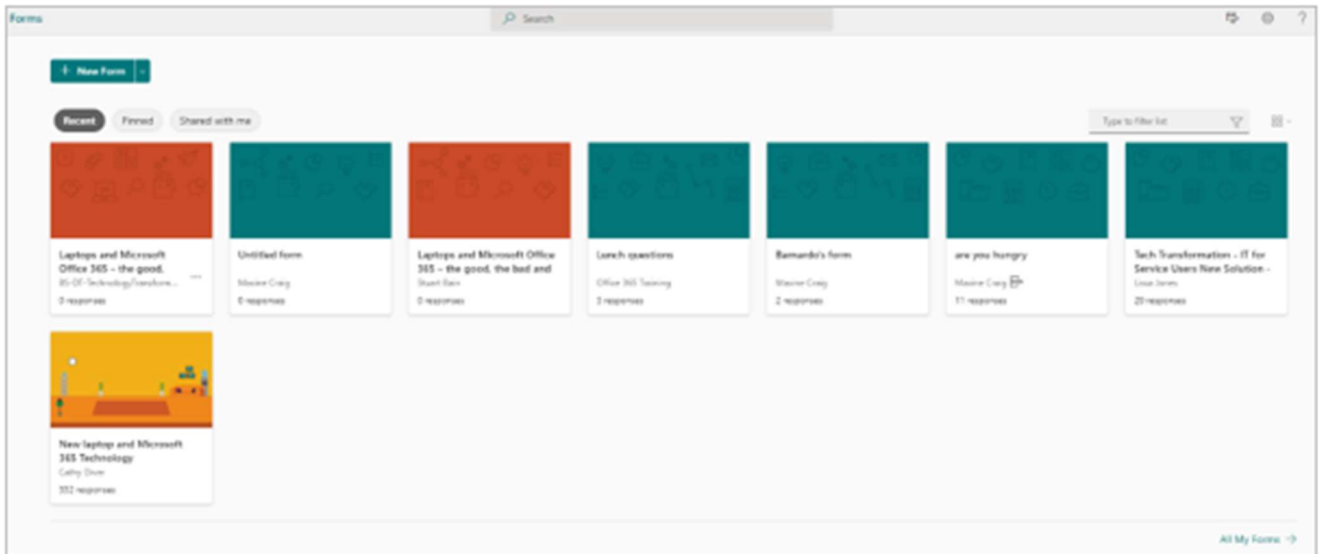 Forms
Search
New Form
Recent
Pinned
Shared with me
Type to filter list
Laptops and Microsoft
Office 365 – the good,
0 responses
Untitled form
Maxine Craig
0 responses
Laptops and Microsoft Office
365 – the good, the bad and
Stuart
0 responses
Lunch questions
Office 365 Training
3 responses
Barnardo's form
Maxine Craig
2 responses
are you hungry
Maxine Craig
11 responses
Tech Transformation - IT for
Service Users New Solution -
Lisa Jones
responses
New laptop and Microsoft
365 Technology
Cathy
responses
All My Forms